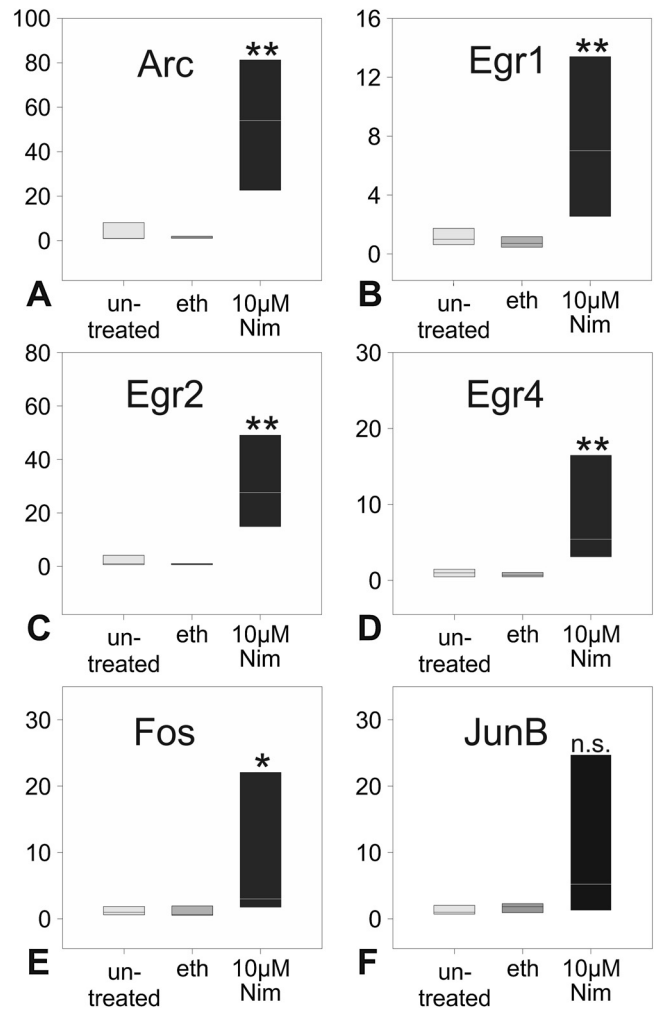 100
80
60
40
20
0
Arc
**
A
un-
treated
eth
10µM
Nim
16
12
8
4
0
Egr1
**
B
un-
treated
eth
10µM
Nim
80
60
40
20
0
Egr2
**
C
un-
treated
eth
10µM
Nim
30
20
10
0
Egr4
**
D
un-
treated
eth
10µM
Nim
30
20
10
0
Fos
*
E
un-
treated
eth
10µM
Nim
30
20
10
0
JunB
n.s.
F
un-
treated
eth
10µM
Nim